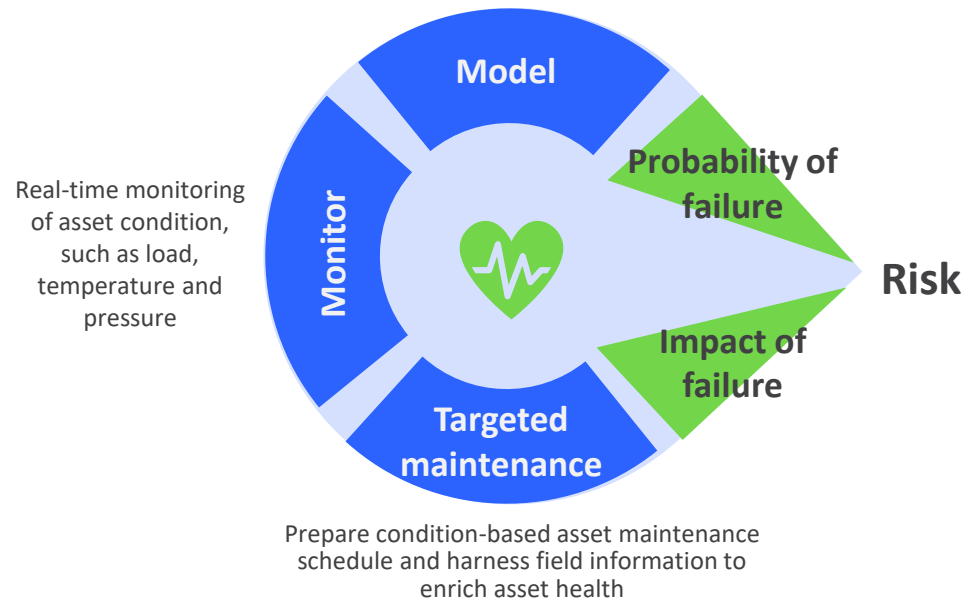 Model
Probability of
failure
Real-time monitoring
of asset condition,
such as load,
temperature and
pressure
Monitor
Risk
Impact of
failure
Targeted
maintenance
Prepare condition-based asset maintenance
schedule and harness field information to
enrich asset health